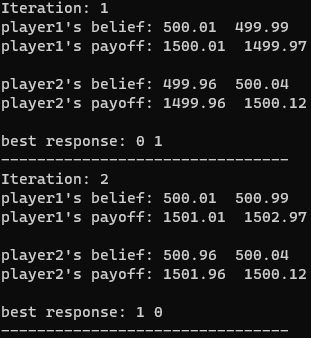 Iteration: 1
player1's belief: 500.01  499.99
player1's payoff: 1500.01  1499.97
player2's belief: 499.96  500.04
player2's payoff: 1499.96  1500.12
best response: 0 1
--------------------------------
Iteration: 2
player1's belief: 500.01  500.99
player1's payoff: 1501.01  1502.97
player2's belief: 500.96  500.04
player2's payoff: 1501.96  1500.12
best response: 1 0
--------------------------------